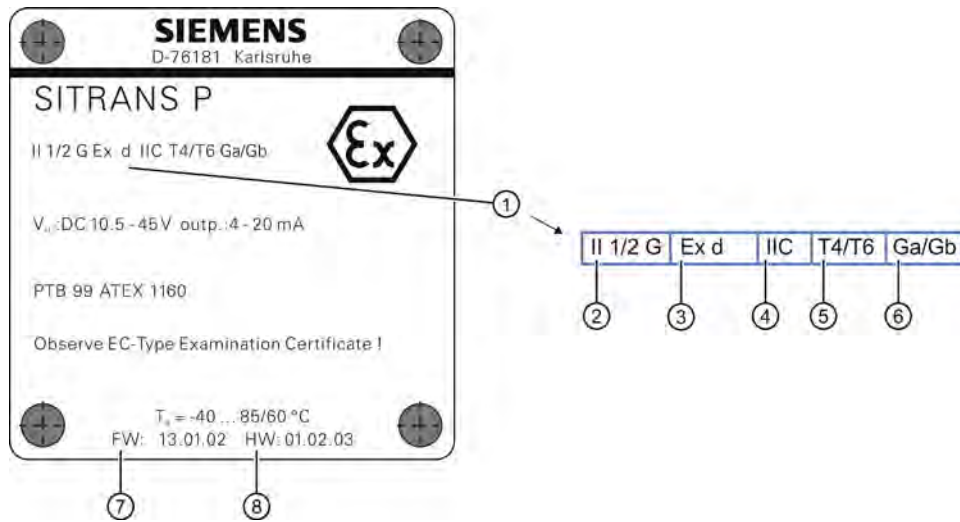 SIEMENS
D-76181 Karlsruhe
SITRANS P
Ex
II 1/2 G Ex d IIC T4/T6 Ga/Gb
1
:DC 10.5 - 45 V outp.:4 - 20 mA
II 1/2 G Ex d IIC T4/T6 Ga/Gb
PTB 99 ATEX 1160
2 3 4 5 6
Observe EC-Type Examination Certificate !
= -40 ... 85/60 °C
FW: 13.01.02 HW: 01.02.03
7 8